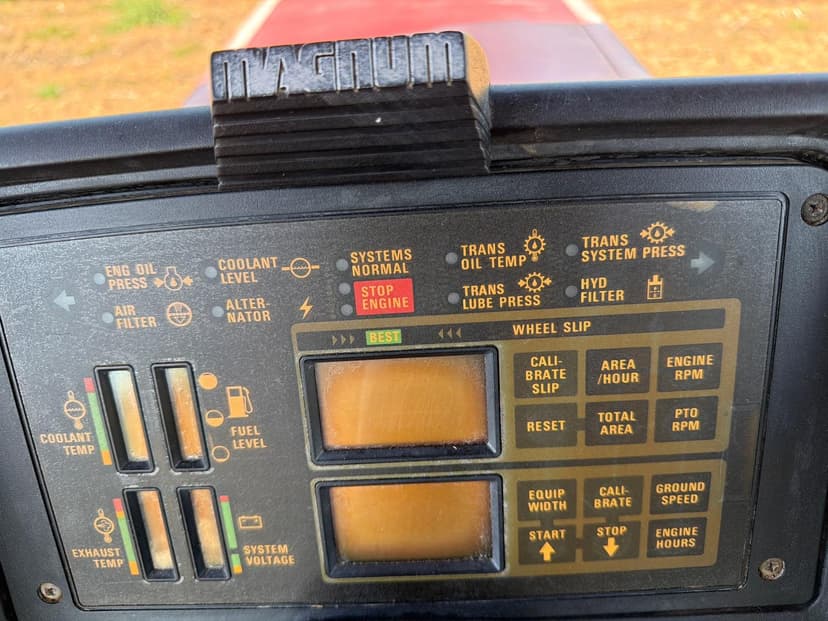 MAGNUM
ENG OIL
PRESS
COOLANT
LEVEL
SYSTEMS
NORMAL
TRANS
OIL TEMP
TRANS
SYSTEM PRESS
AIR
FILTER
ALTER-
NATOR
STOP
ENGINE
TRANS
LUBE PRESS
HYD
FILTER
BEST
WHEEL SLIP
CALI-
BRATE
SLIP
AREA
/HOUR
ENGINE
RPM
RESET
TOTAL
AREA
PTO
RPM
COOLANT
TEMP
FUEL
LEVEL
EQUIP
WIDTH
CALI-
BRATE
GROUND
SPEED
START
STOP
ENGINE
HOURS
EXHAUST
TEMP
SYSTEM
VOLTAGE